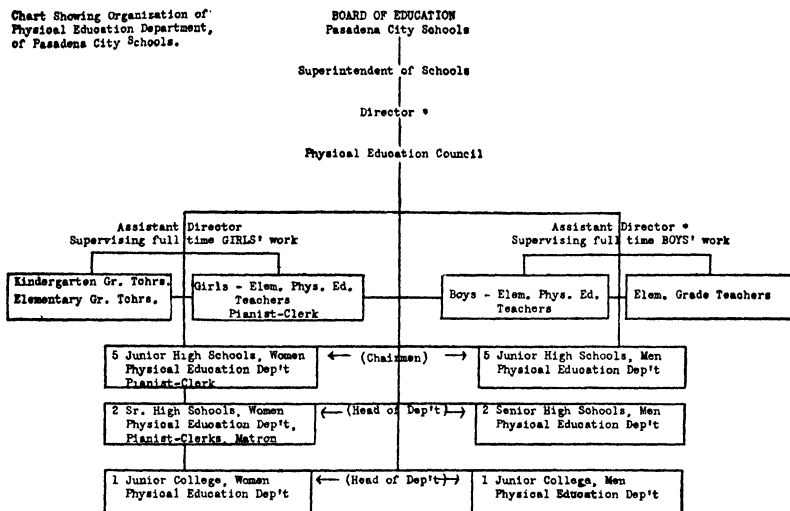 Chart Showing Organization of
Physical Education Department,
of Pasadena City Schools.
BOARD OF EDUCATION
Pasadena City Schools
Superintendent of Schools
Director *
Physical Education Council
Assistant Director
Supervising full time GIRLS' work
Assistant Director *
Supervising full time BOYS' work
Kindergarten Gr. Tchrs.
Elementary Gr. Tchrs.
Girls - Elem. Phys. Ed.
Teachers
Pianist-Clerk
Boys - Elem. Phys. Ed.
Teachers
Elem. Grade Teachers
5 Junior High Schools, Women
Physical Education Dep't
Pianist-Clerk
← (Chairmen) →
5 Junior High Schools, Men
Physical Education Dep't
2 Sr. High Schools, Women
Physical Education Dep't,
Pianist-Clerks, Matron
← (Head of Dep't) →
2 Senior High Schools, Men
Physical Education Dep't
1 Junior College, Women
Physical Education Dep't
← (Head of Dep't) →
1 Junior College, Men
Physical Education Dep't